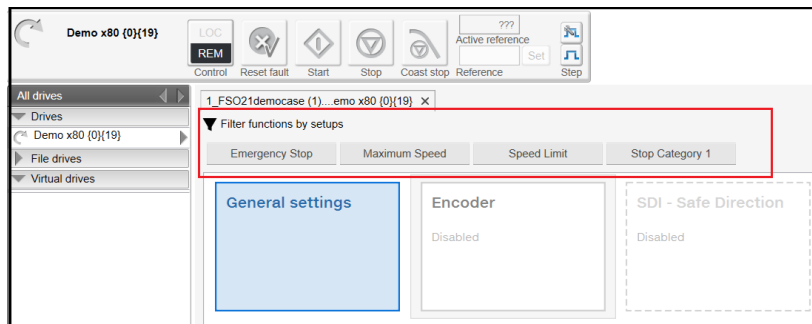 Demo x80 {0}{19}
LOC
REM
Control
Reset fault
Start
Stop
Coast stop
???
Active reference
Set
Reference
Step
All drives
1_FSO21democase (1)....emo x80 {0}{19} ×
Drives
Filter functions by setups
Demo x80 {0}{19}
File drives
Emergency Stop
Maximum Speed
Speed Limit
Stop Category 1
Virtual drives
General settings
Encoder
SDI - Safe Direction
Disabled
Disabled